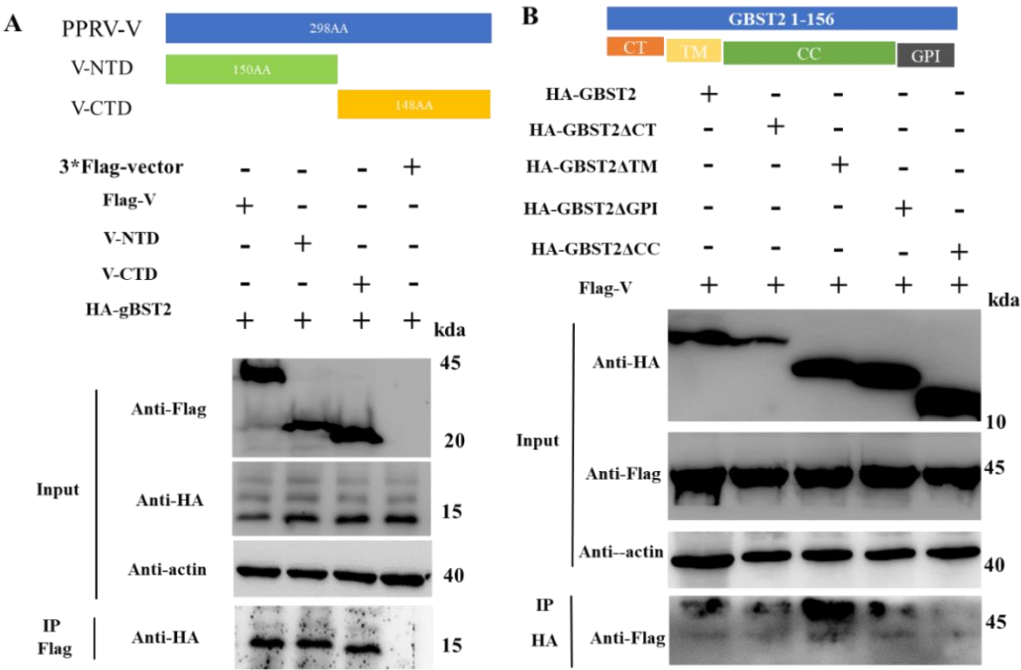 A
PPRV-V 298AA
V-NTD 150AA
V-CTD 148AA
3*Flag-vector - - - +
Flag-V + - - -
V-NTD - + - -
V-CTD - - + -
HA-gBST2 + + + +
kda
Input
Anti-Flag 45
20
Anti-HA 15
Anti-actin 40
IP
Flag
Anti-HA 15
B
GBST2 1-156
CT TM CC GPI
HA-GBST2 + - - - -
HA-GBST2ΔCT - + - - -
HA-GBST2ΔTM - - + - -
HA-GBST2ΔGPI - - - + -
HA-GBST2ΔCC - - - - +
Flag-V + + + + +
kda
Input
Anti-HA
10
Anti-Flag 45
Anti--actin 40
IP
HA
Anti-Flag 45